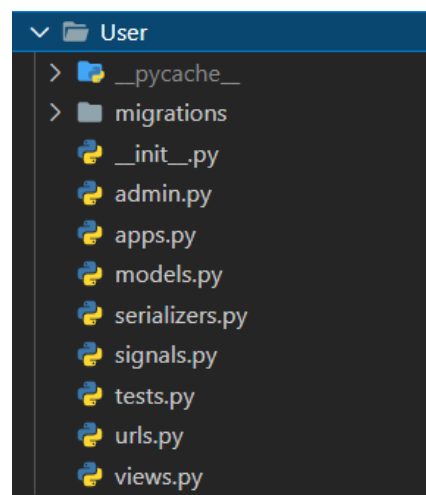 User
__pycache__
migrations
__init__.py
admin.py
apps.py
models.py
serializers.py
signals.py
tests.py
urls.py
views.py